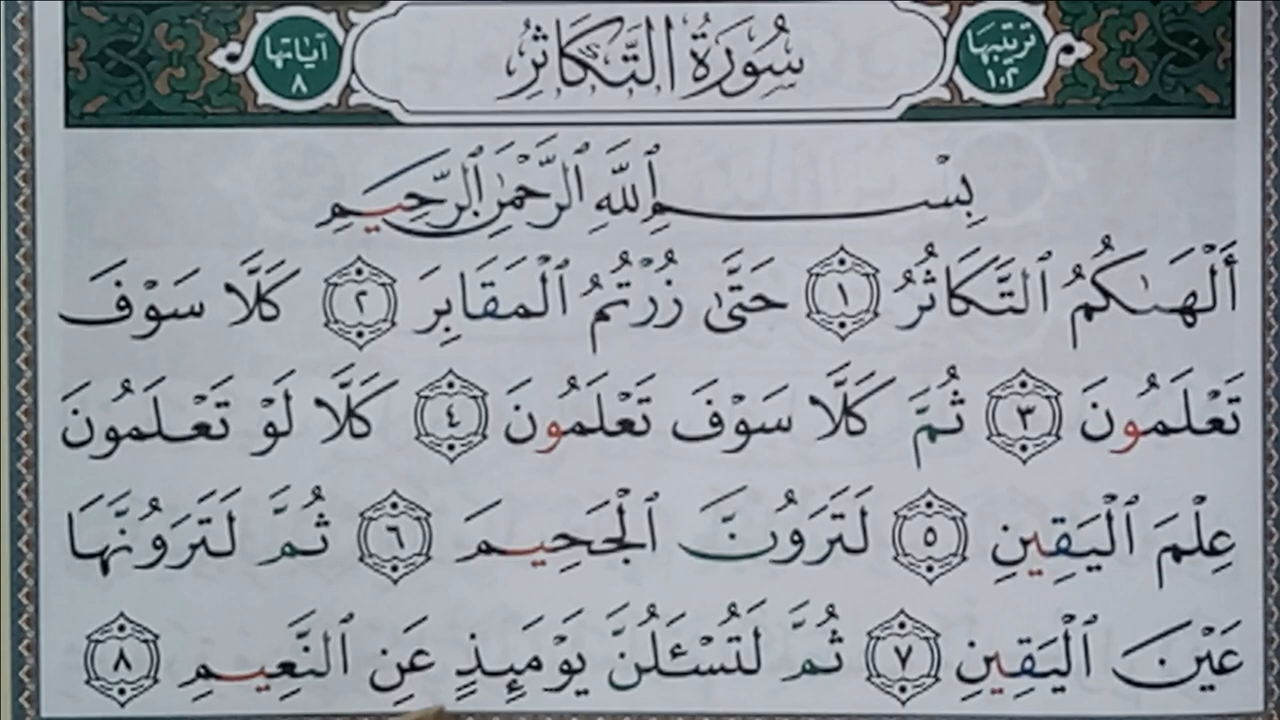 ترتيبها ١٠٢ سُورَةُ التَّكَاثُرِ آياتها ٨
بِسْمِ ٱللَّهِ ٱلرَّحْمَٰنِ ٱلرَّحِيمِ
أَلْهَىٰكُمُ ٱلتَّكَاثُرُ ١ حَتَّىٰ زُرْتُمُ ٱلْمَقَابِرَ ٢ كَلَّا سَوْفَ
تَعْلَمُونَ ٣ ثُمَّ كَلَّا سَوْفَ تَعْلَمُونَ ٤ كَلَّا لَوْ تَعْلَمُونَ
عِلْمَ ٱلْيَقِينِ ٥ لَتَرَوُنَّ ٱلْجَحِيمَ ٦ ثُمَّ لَتَرَوُنَّهَا
عَيْنَ ٱلْيَقِينِ ٧ ثُمَّ لَتُسْـَٔلُنَّ يَوْمَئِذٍ عَنِ ٱلنَّعِيمِ ٨